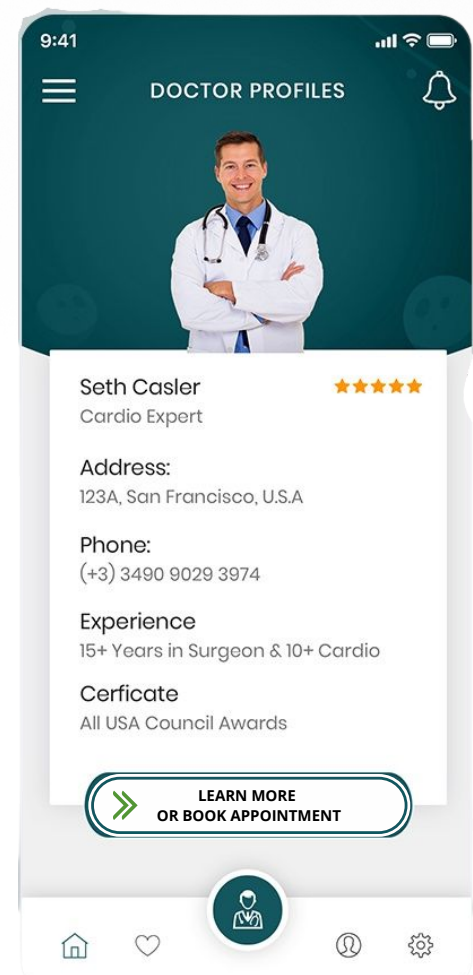 9:41
DOCTOR PROFILES
Seth Casler
Cardio Expert
Address:
123A, San Francisco, U.S.A
Phone:
(+3) 3490 9029 3974
Experience
15+ Years in Surgeon & 10+ Cardio
Cerficate
All USA Council Awards
LEARN MORE
OR BOOK APPOINTMENT